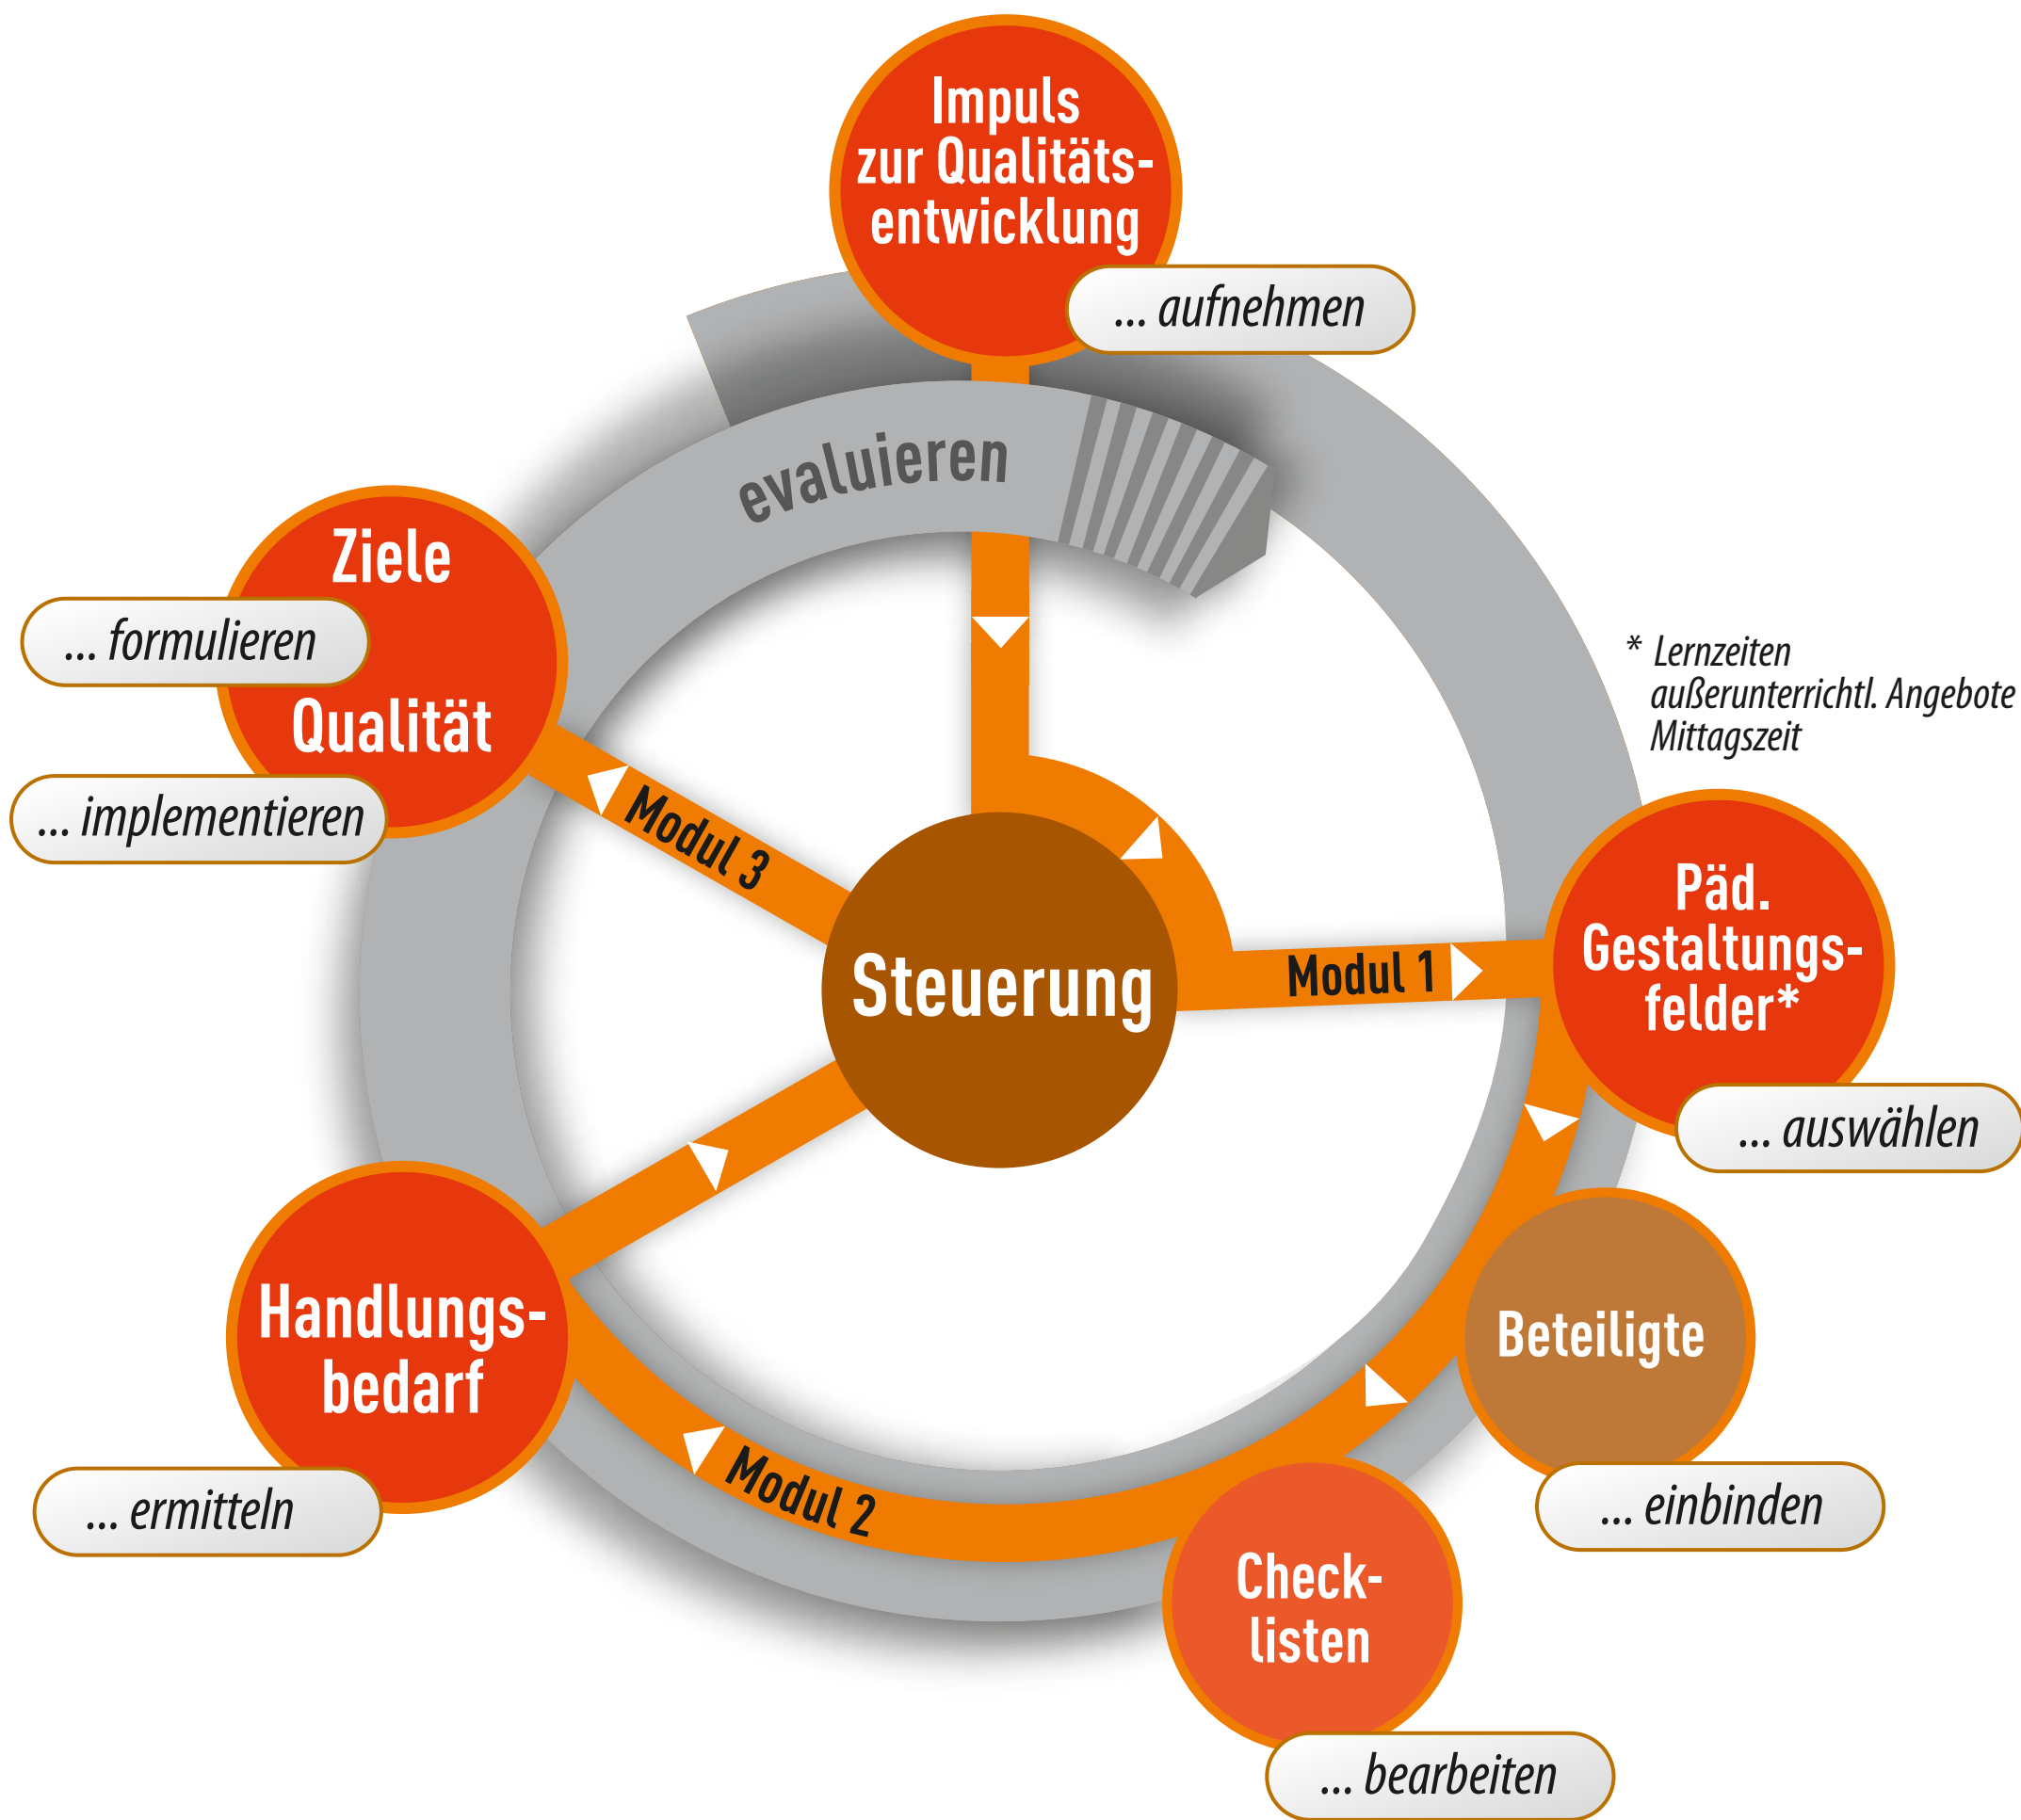 Impuls
zur Qualitäts-
entwicklung
... aufnehmen
evaluieren
Ziele
... formulieren
Qualität
... implementieren
* Lernzeiten
außerunterrichtl. Angebote
Mittagszeit
Modul 3
Steuerung
Modul 1
Päd.
Gestaltungs-
felder*
... auswählen
Handlungs-
bedarf
... ermitteln
Beteiligte
... einbinden
Modul 2
Check-
listen
... bearbeiten